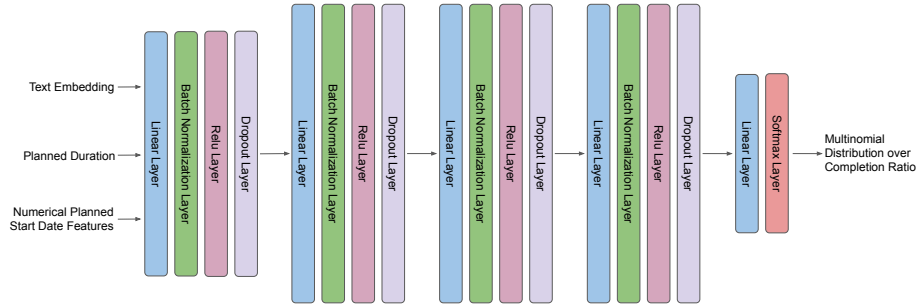 Text Embedding
Planned Duration
Numerical Planned
Start Date Features
Linear Layer
Batch Normalization Layer
Relu Layer
Dropout Layer
Linear Layer
Batch Normalization Layer
Relu Layer
Dropout Layer
Linear Layer
Batch Normalization Layer
Relu Layer
Dropout Layer
Linear Layer
Batch Normalization Layer
Relu Layer
Dropout Layer
Linear Layer
Softmax Layer
Multinomial
Distribution over
Completion Ratio